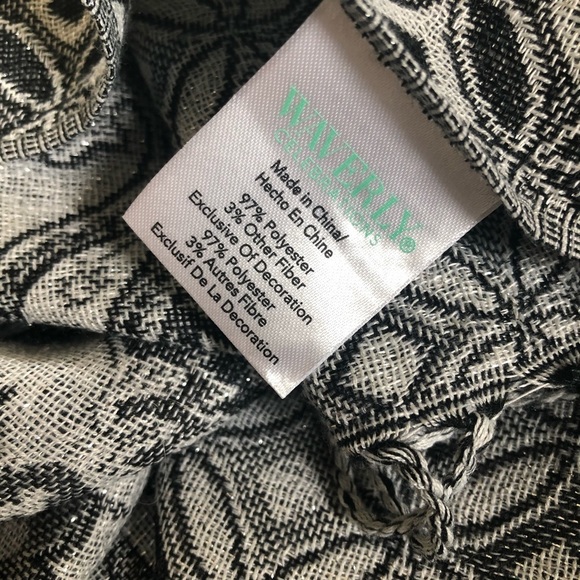 WAVERLY®
CELEBRATIONS
Made in China/
Hecho En Chine
97% Polyester
3% Other Fiber
Exclusive Of Decoration
97% Polyester
3% Autres Fibre
Exclusif De La Decoration